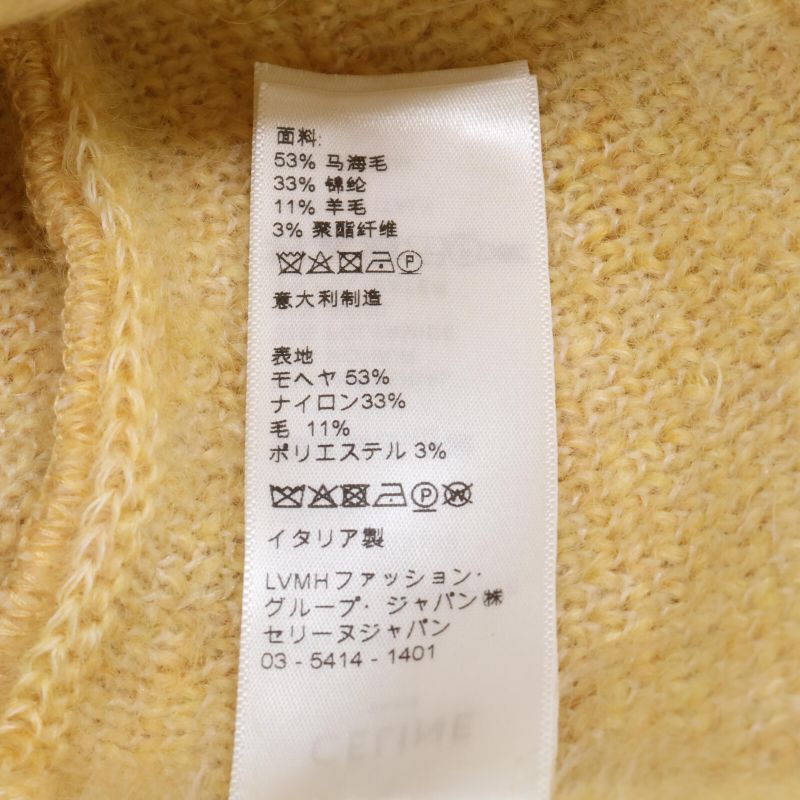 面料:
53% 马海毛
33% 锦纶
11% 羊毛
3% 聚酯纤维
P
意大利制造
表地
モヘヤ 53%
ナイロン33%
毛 11%
ポリエステル 3%
P W
イタリア製
LVMHファッション・
グループ・ジャパン㈱
セリーヌジャパン
03 - 5414 - 1401
CELINE